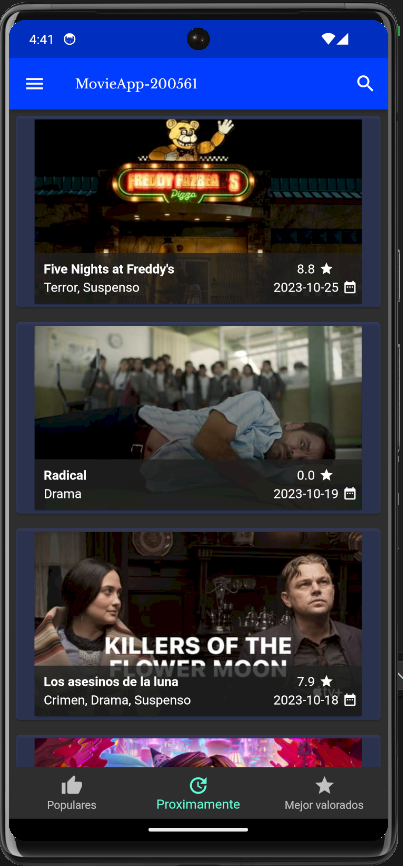 4:41
MovieApp-200561
FREDDY FAZBEAR'S
Pizza
Five Nights at Freddy's 8.8
Terror, Suspenso 2023-10-25
Radical 0.0
Drama 2023-10-19
KILLERS OF THE
FLOWER MOON
Los asesinos de la luna 7.9
tv+
Crimen, Drama, Suspenso 2023-10-18
Populares Proximamente Mejor valorados